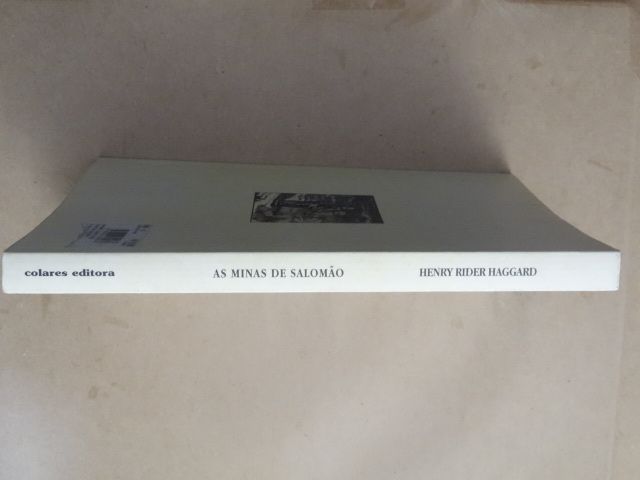 colares editora
AS MINAS DE SALOMÃO
HENRY RIDER HAGGARD